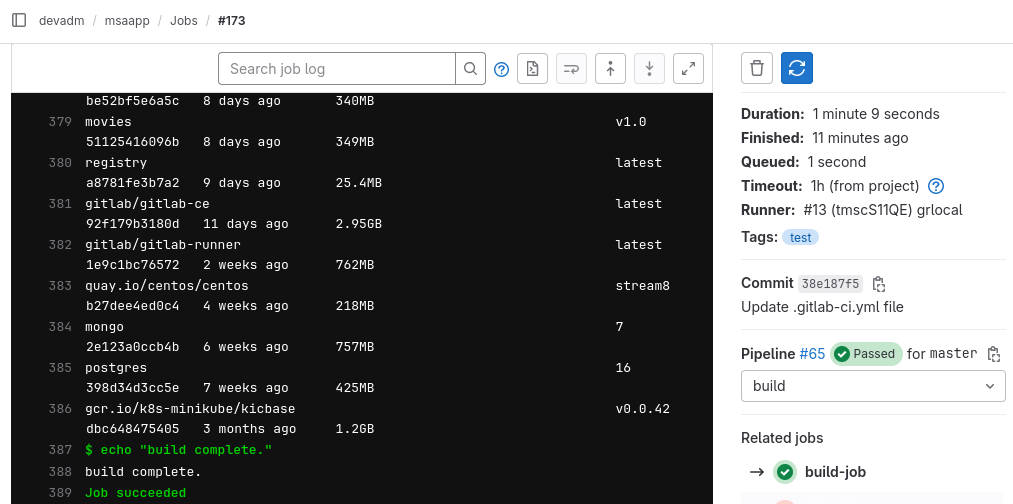 devadm / msaapp / Jobs / #173
Search job log
be52bf5e6a5c 8 days ago 340MB
379 movies v1.0
51125416096b 8 days ago 349MB
380 registry latest
a8781fe3b7a2 9 days ago 25.4MB
381 gitlab/gitlab-ce latest
92f179b3180d 11 days ago 2.95GB
382 gitlab/gitlab-runner latest
1e9c1bc76572 2 weeks ago 762MB
383 quay.io/centos/centos stream8
b27dee4ed0c4 4 weeks ago 218MB
384 mongo 7
2e123a0ccb4b 6 weeks ago 757MB
385 postgres 16
398d34d3cc5e 7 weeks ago 425MB
386 gcr.io/k8s-minikube/kicbase v0.0.42
dbc648475405 3 months ago 1.2GB
387 $ echo "build complete."
388 build complete.
389 Job succeeded
Duration: 1 minute 9 seconds
Finished: 11 minutes ago
Queued: 1 second
Timeout: 1h (from project)
Runner: #13 (tmscS11QE) grlocal
Tags: test
Commit 38e187f5
Update .gitlab-ci.yml file
Pipeline #65 Passed for master
build
Related jobs
build-job